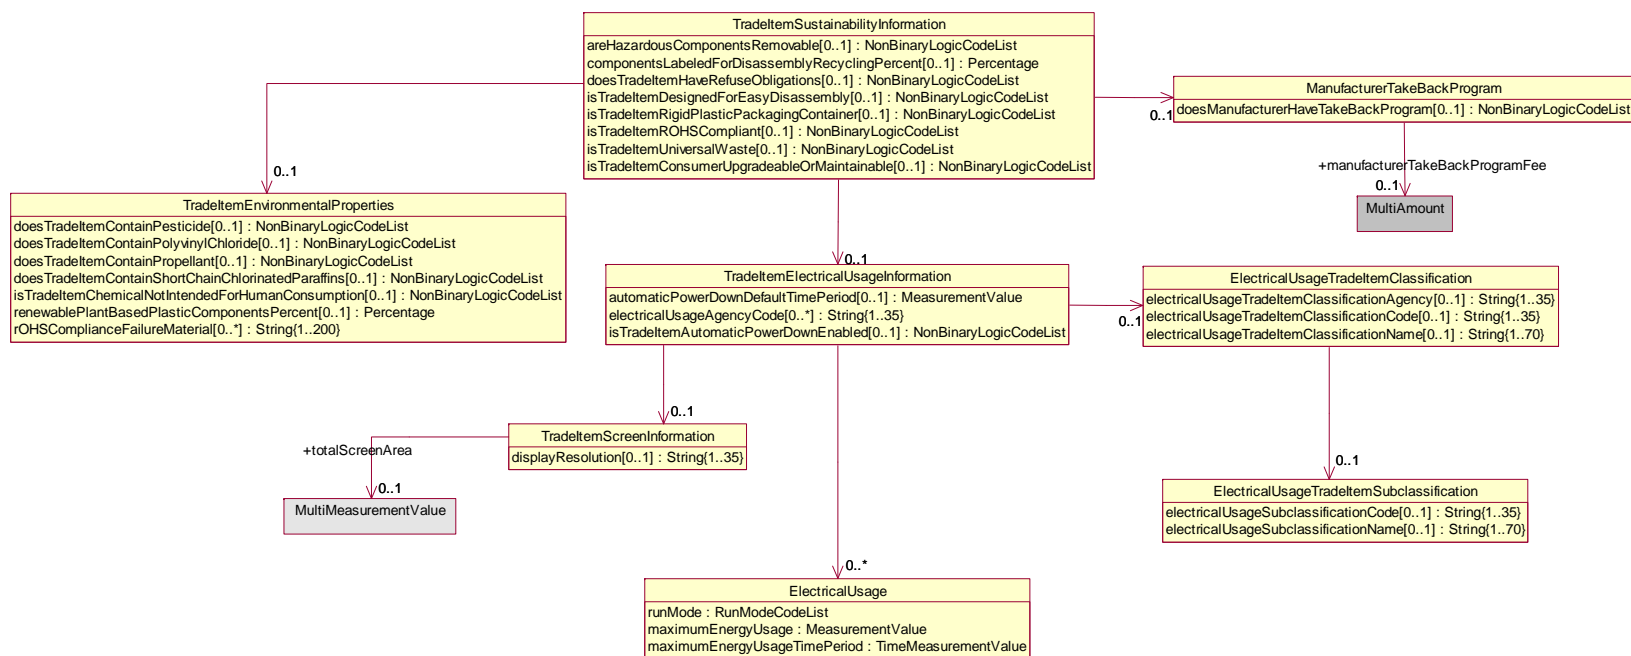 TradeItemSustainabilityInformation
areHazardousComponentsRemovable[0..1] : NonBinaryLogicCodeList
componentsLabeledForDisassemblyRecyclingPercent[0..1] : Percentage
doesTradeItemHaveRefuseObligations[0..1] : NonBinaryLogicCodeList
isTradeItemDesignedForEasyDisassembly[0..1] : NonBinaryLogicCodeList
isTradeItemRigidPlasticPackagingContainer[0..1] : NonBinaryLogicCodeList
isTradeItemROHSCompliant[0..1] : NonBinaryLogicCodeList
isTradeItemUniversalWaste[0..1] : NonBinaryLogicCodeList
isTradeItemConsumerUpgradeableOrMaintainable[0..1] : NonBinaryLogicCodeList
0..1
ManufacturerTakeBackProgram
doesManufacturerHaveTakeBackProgram[0..1] : NonBinaryLogicCodeList
+manufacturerTakeBackProgramFee
0..1
MultiAmount
0..1
TradeItemEnvironmentalProperties
doesTradeItemContainPesticide[0..1] : NonBinaryLogicCodeList
doesTradeItemContainPolyvinylChloride[0..1] : NonBinaryLogicCodeList
doesTradeItemContainPropellant[0..1] : NonBinaryLogicCodeList
doesTradeItemContainShortChainChlorinatedParaffins[0..1] : NonBinaryLogicCodeList
isTradeItemChemicalNotIntendedForHumanConsumption[0..1] : NonBinaryLogicCodeList
renewablePlantBasedPlasticComponentsPercent[0..1] : Percentage
rOHSComplianceFailureMaterial[0..*] : String{1..200}
0..1
TradeItemElectricalUsageInformation
automaticPowerDownDefaultTimePeriod[0..1] : MeasurementValue
electricalUsageAgencyCode[0..*] : String{1..35}
isTradeItemAutomaticPowerDownEnabled[0..1] : NonBinaryLogicCodeList
0..1
ElectricalUsageTradeItemClassification
electricalUsageTradeItemClassificationAgency[0..1] : String{1..35}
electricalUsageTradeItemClassificationCode[0..1] : String{1..35}
electricalUsageTradeItemClassificationName[0..1] : String{1..70}
0..1
TradeItemScreenInformation
displayResolution[0..1] : String{1..35}
+totalScreenArea
0..1
MultiMeasurementValue
0..1
ElectricalUsageTradeItemSubclassification
electricalUsageSubclassificationCode[0..1] : String{1..35}
electricalUsageSubclassificationName[0..1] : String{1..70}
0..*
ElectricalUsage
runMode : RunModeCodeList
maximumEnergyUsage : MeasurementValue
maximumEnergyUsageTimePeriod : TimeMeasurementValue